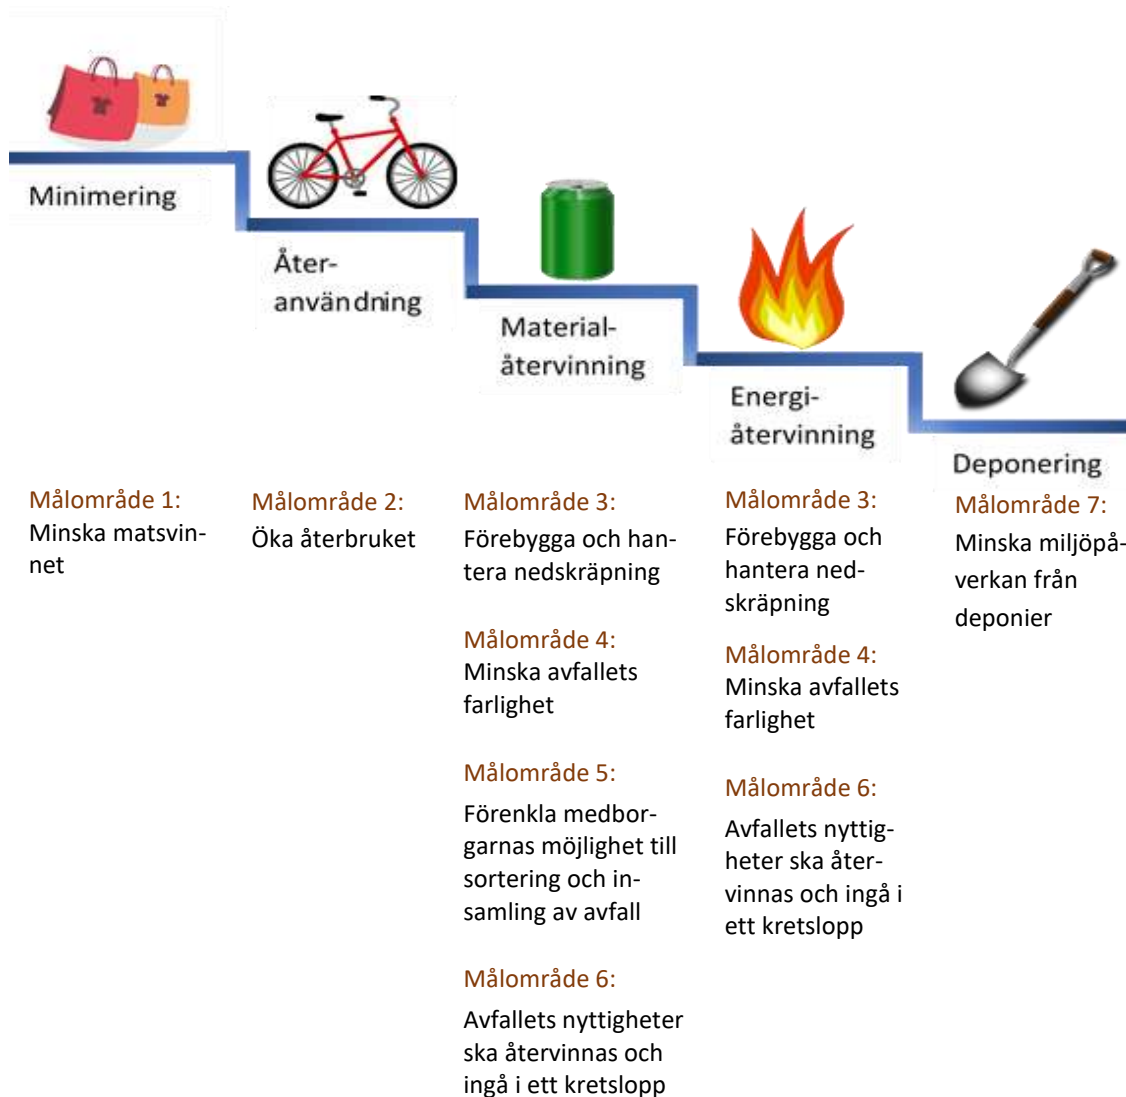 Minimering
Åter-
användning
Material-
återvinning
Energi-
återvinning
Deponering
Målområde 1:
Minska matsvin-
net
Målområde 2:
Öka återbruket
Målområde 3:
Förebygga och han-
tera nedskräpning
Målområde 4:
Minska avfallets
farlighet
Målområde 5:
Förenkla medbor-
garnas möjlighet till
sortering och in-
samling av avfall
Målområde 6:
Avfallets nyttigheter
ska återvinnas och
ingå i ett kretslopp
Målområde 3:
Förebygga och
hantera ned-
skräpning
Målområde 4:
Minska avfallets
farlighet
Målområde 6:
Avfallets nyttig-
heter ska åter-
vinnas och ingå i
ett kretslopp
Målområde 7:
Minska miljöpå-
verkan från
deponier